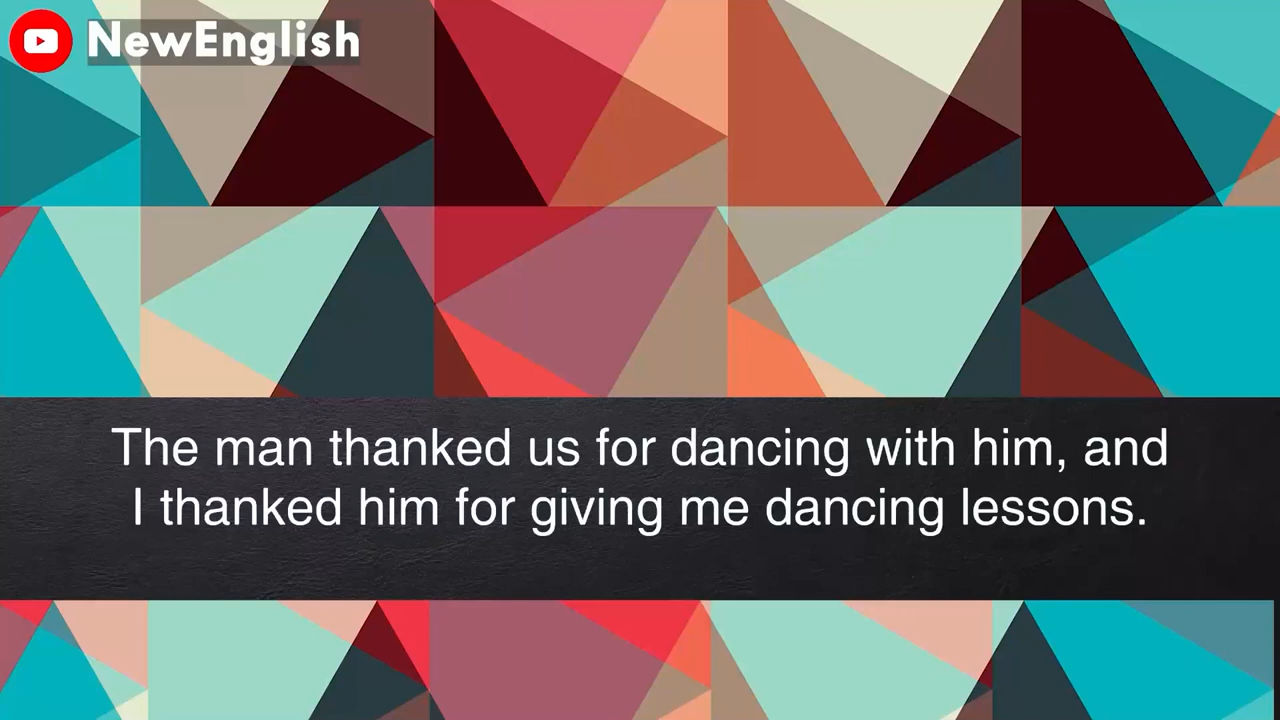 NewEnglish
The man thanked us for dancing with him, and
I thanked him for giving me dancing lessons.